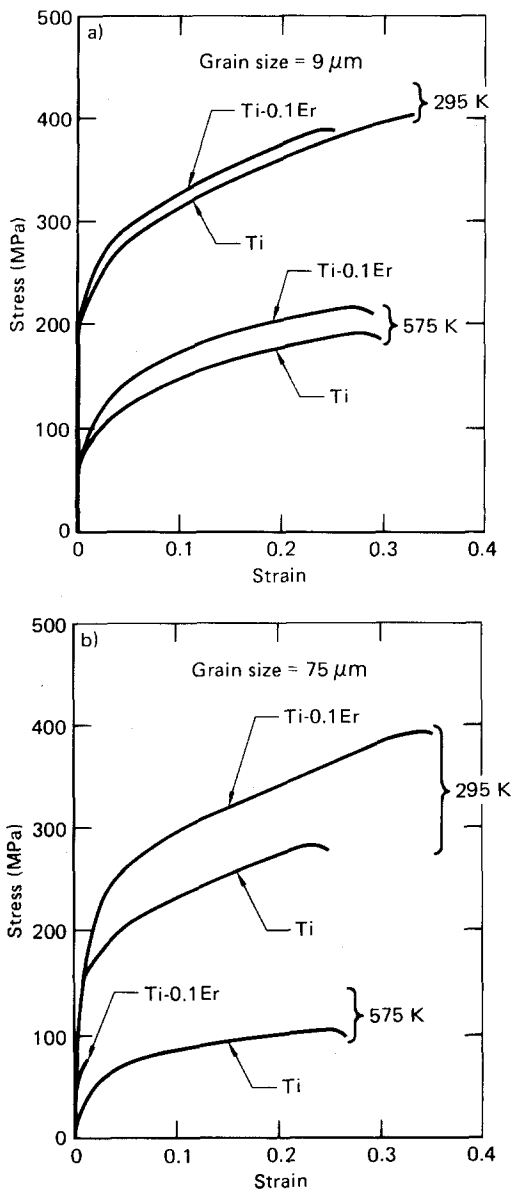 500
a)
Grain size = 9 μm
295 K
Ti-0.1Er
400
300
Ti
Ti-0.1Er
200
575 K
Ti
100
0
0
0.1
0.2
0.3
0.4
Stress (MPa)
Strain
500
b)
Grain size = 75 μm
Ti-0.1Er
400
295 K
300
Ti
200
Ti-0.1Er
575 K
100
Ti
0
0
0.1
0.2
0.3
0.4
Stress (MPa)
Strain